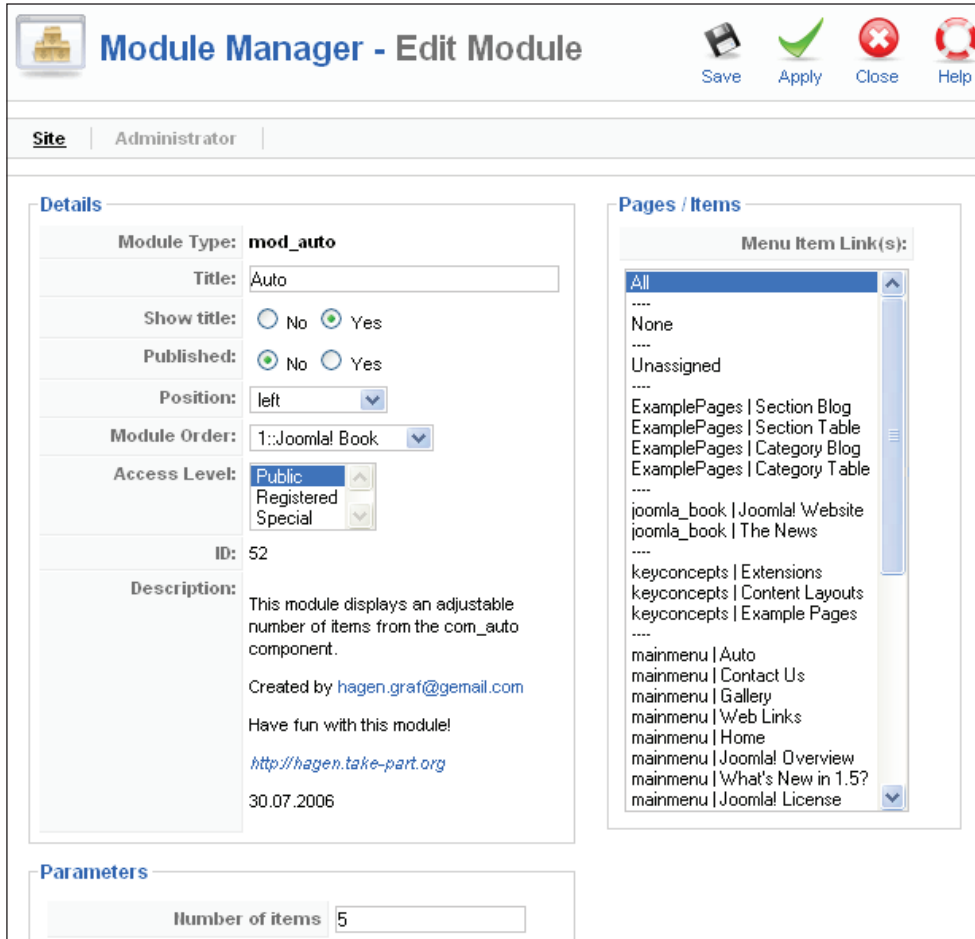 Module Manager - Edit Module
Save Apply Close Help
Site Administrator
Details
Module Type: mod_auto
Title: Auto
Show title: No Yes
Published: No Yes
Position: left
Module Order: 1::Joomla! Book
Access Level: Public
Registered
Special
ID: 52
Description:
This module displays an adjustable
number of items from the com_auto
component.
Created by hagen.graf@gemail.com
Have fun with this module!
http://hagen.take-part.org
30.07.2006
Parameters
Number of items 5
Pages / Items
Menu Item Link(s):
All
----
None
----
Unassigned
----
ExamplePages | Section Blog
ExamplePages | Section Table
ExamplePages | Category Blog
ExamplePages | Category Table
----
joomla_book | Joomla! Website
joomla_book | The News
----
keyconcepts | Extensions
keyconcepts | Content Layouts
keyconcepts | Example Pages
----
mainmenu | Auto
mainmenu | Contact Us
mainmenu | Gallery
mainmenu | Web Links
mainmenu | Home
mainmenu | Joomla! Overview
mainmenu | What's New in 1.5?
mainmenu | Joomla! License